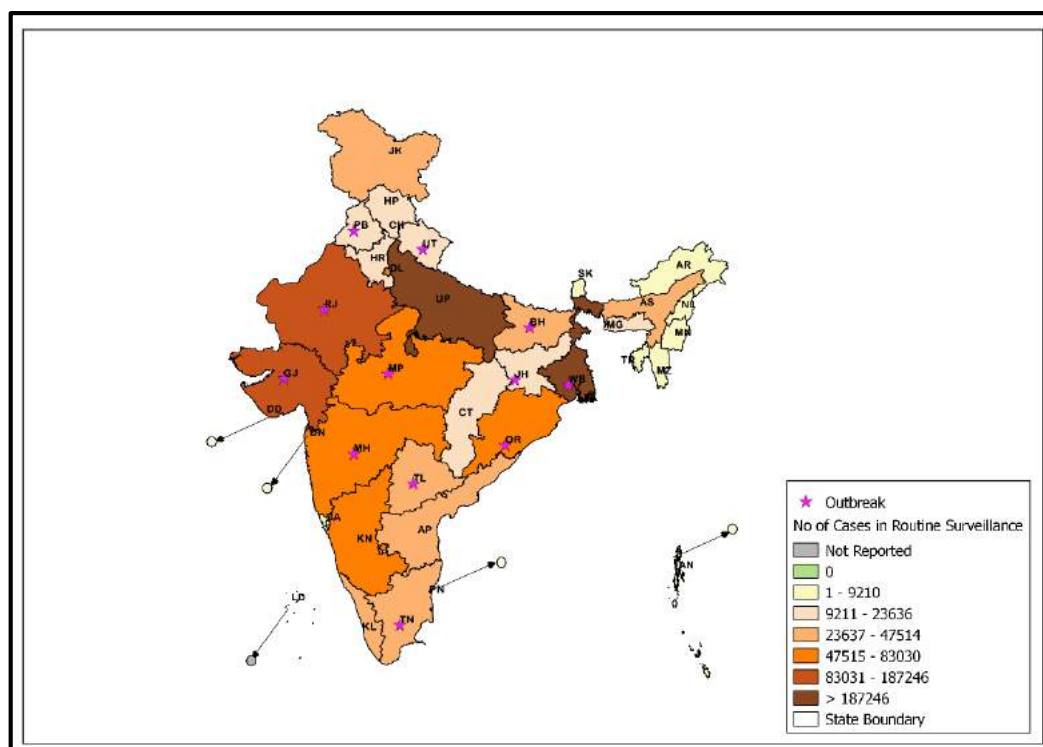 JK
HP
PB
CH
UT
HR
DL
SK
AR
RJ
UP
AS
BH
MG
MN
GJ
MP
JH
WB
TR
MZ
DD
CT
DN
MH
OR
TL
AP
KN
AN
PN
LD
KL
TN
Outbreak
No of Cases in Routine Surveillance
Not Reported
0
1 - 9210
9211 - 23636
23637 - 47514
47515 - 83030
83031 - 187246
> 187246
State Boundary